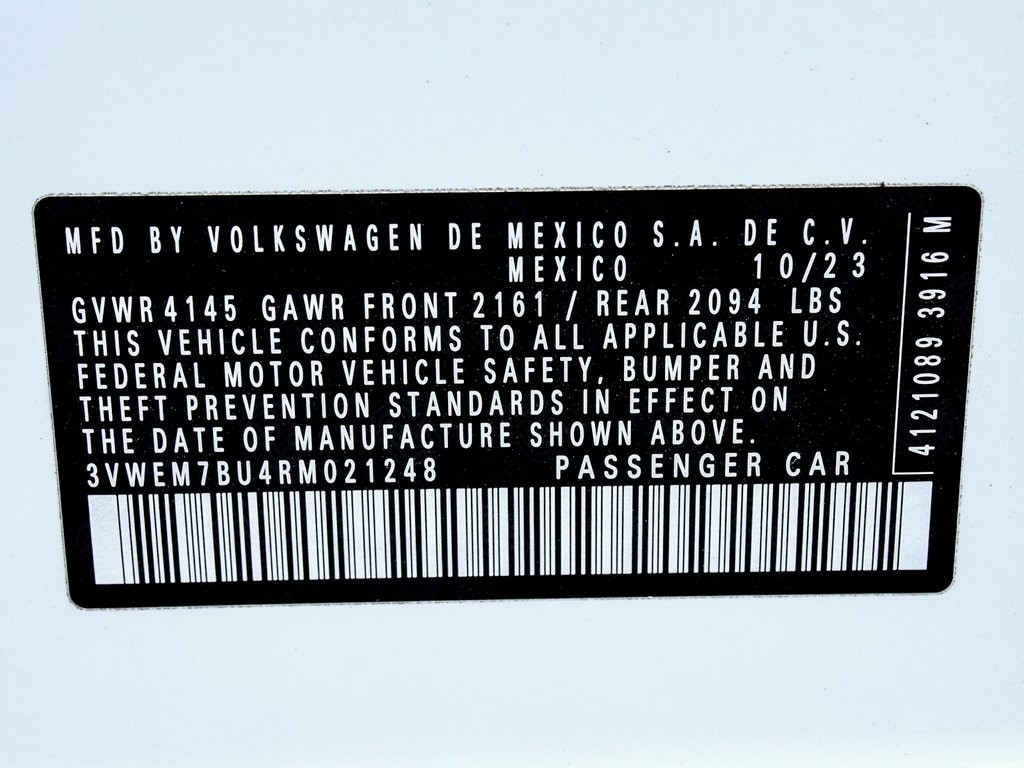 MFD BY VOLKSWAGEN DE MEXICO S.A. DE C.V.
MEXICO 10/23
GVWR 4145 GAWR FRONT 2161 / REAR 2094 LBS
THIS VEHICLE CONFORMS TO ALL APPLICABLE U.S.
FEDERAL MOTOR VEHICLE SAFETY, BUMPER AND
THEFT PREVENTION STANDARDS IN EFFECT ON
THE DATE OF MANUFACTURE SHOWN ABOVE.
3VWEM7BU4RM021248 PASSENGER CAR
4121089 3916 M